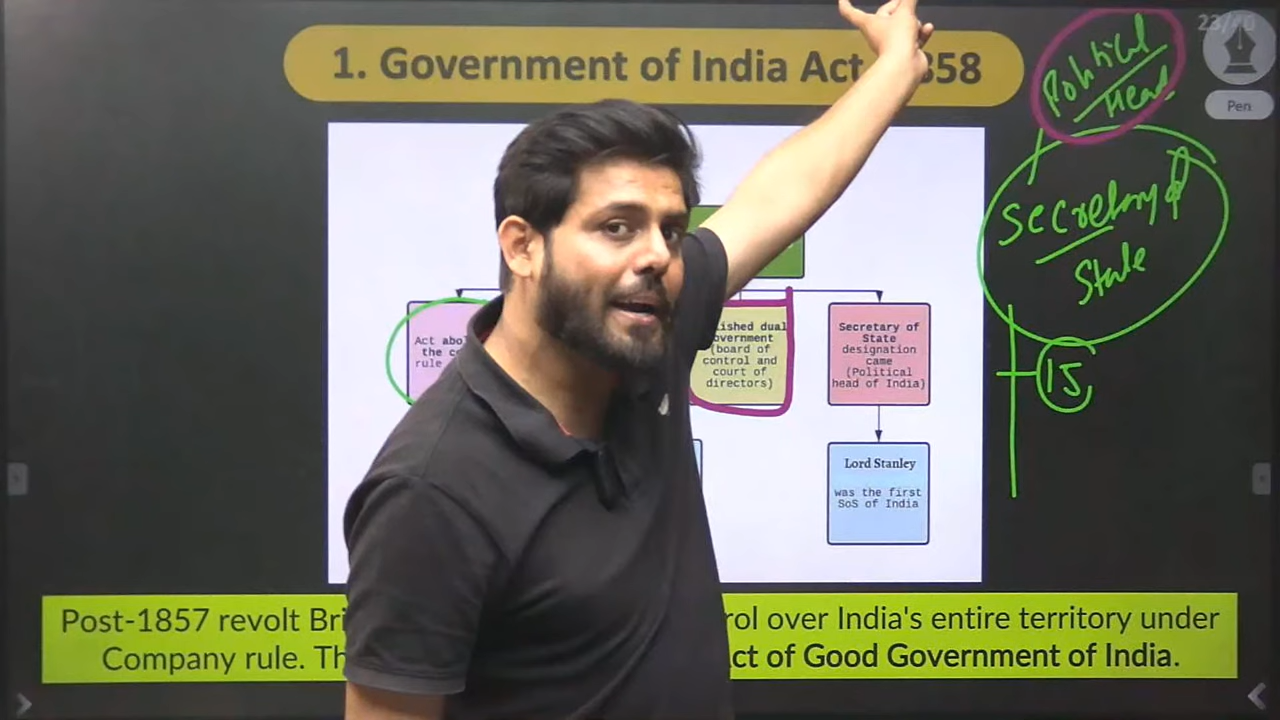 1. Government of India Act 858
23/40
Pen
Political
Head
Secretary of
State
15
Act abo
the co
rule
lished dual
overnment
(board of
control and
court of
directors)
Secretary of
State
designation
came
(Political
head of India)
Lord Stanley
was the first
SoS of India
Post-1857 revolt Bri rol over India's entire territory under
Company rule. Th ct of Good Government of India.